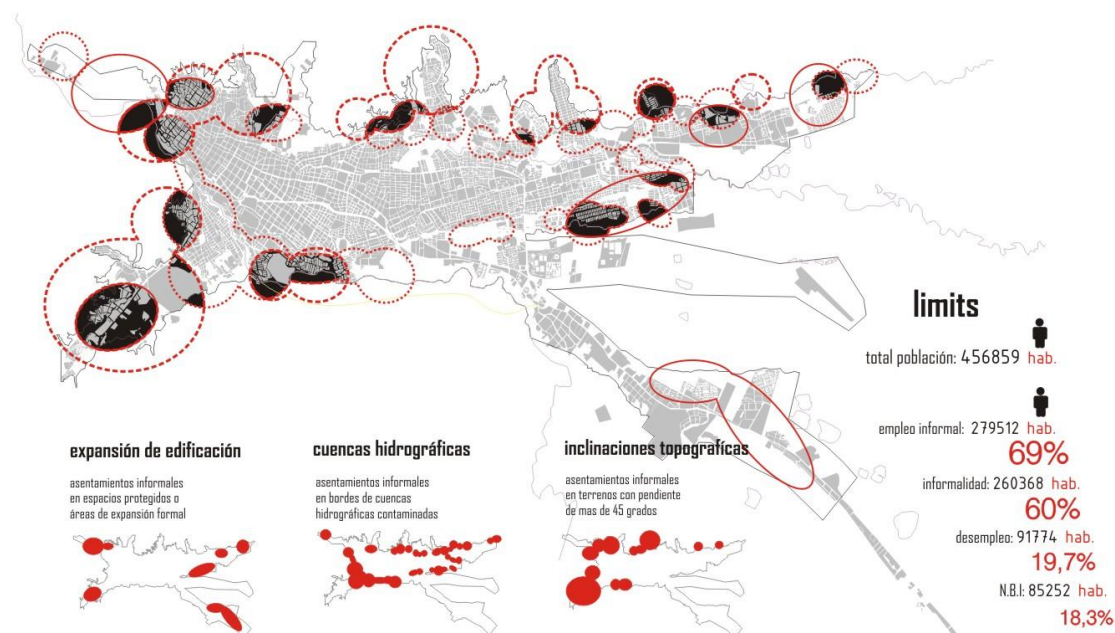 limits
total población: 456859 hab.
empleo informal: 279512 hab.
69%
informalidad: 260368 hab.
60%
desempleo: 91774 hab.
19,7%
N.B.I: 85252 hab.
18,3%
expansión de edificación
asentamientos informales
en espacios protegidos o
áreas de expansión formal
cuencas hidrográficas
asentamientos informales
en bordes de cuencas
hidrográficas contaminadas
inclinaciones topografícas
asentamientos informales
en terrenos con pendiente
de mas de 45 grados